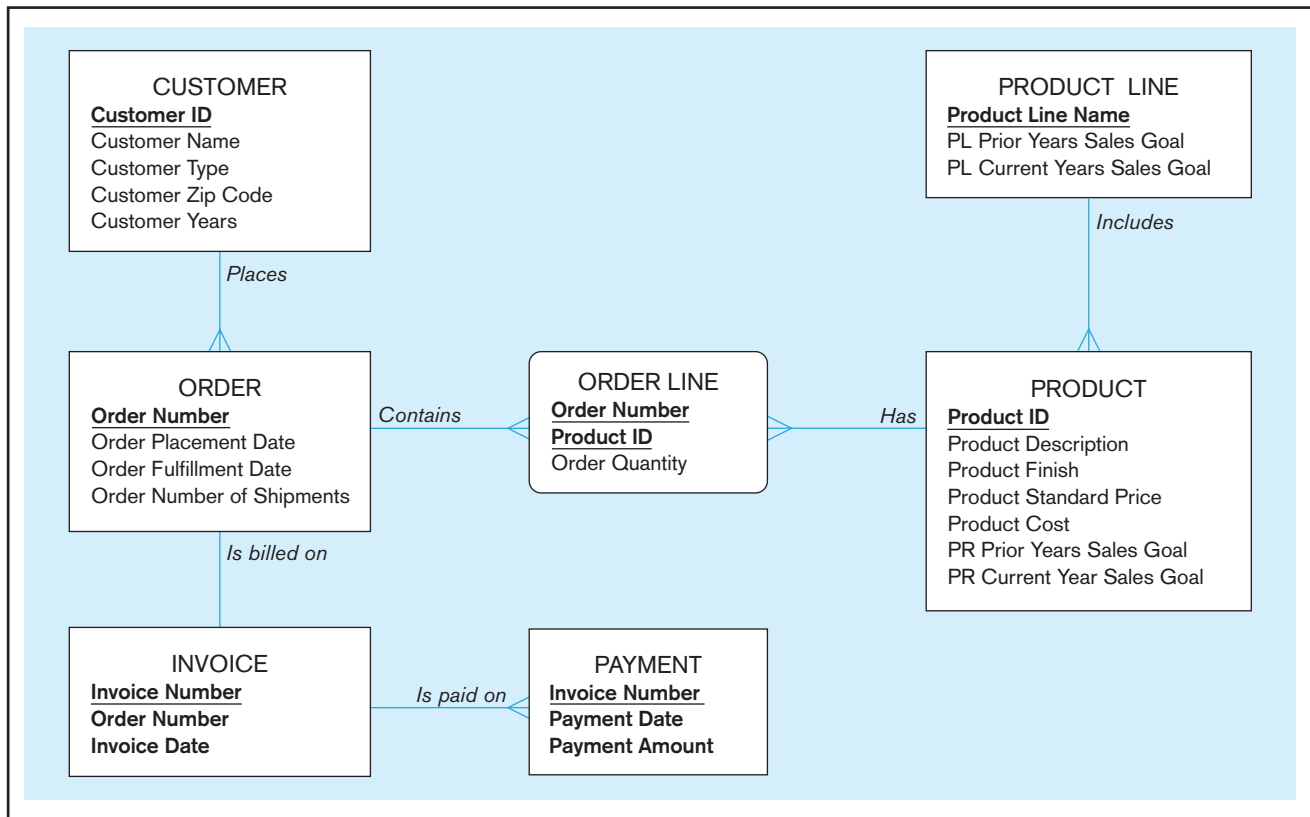 CUSTOMER
Customer ID
Customer Name
Customer Type
Customer Zip Code
Customer Years
PRODUCT LINE
Product Line Name
PL Prior Years Sales Goal
PL Current Years Sales Goal
Places
Includes
ORDER
Order Number
Order Placement Date
Order Fulfillment Date
Order Number of Shipments
Contains
ORDER LINE
Order Number
Product ID
Order Quantity
Has
PRODUCT
Product ID
Product Description
Product Finish
Product Standard Price
Product Cost
PR Prior Years Sales Goal
PR Current Year Sales Goal
Is billed on
INVOICE
Invoice Number
Order Number
Invoice Date
Is paid on
PAYMENT
Invoice Number
Payment Date
Payment Amount